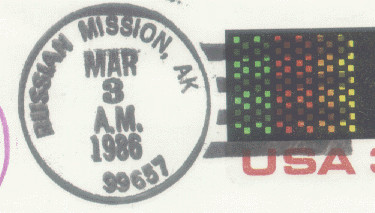 RUSSIAN MISSION, AK
MAR
3
A.M.
1986
99657
USA